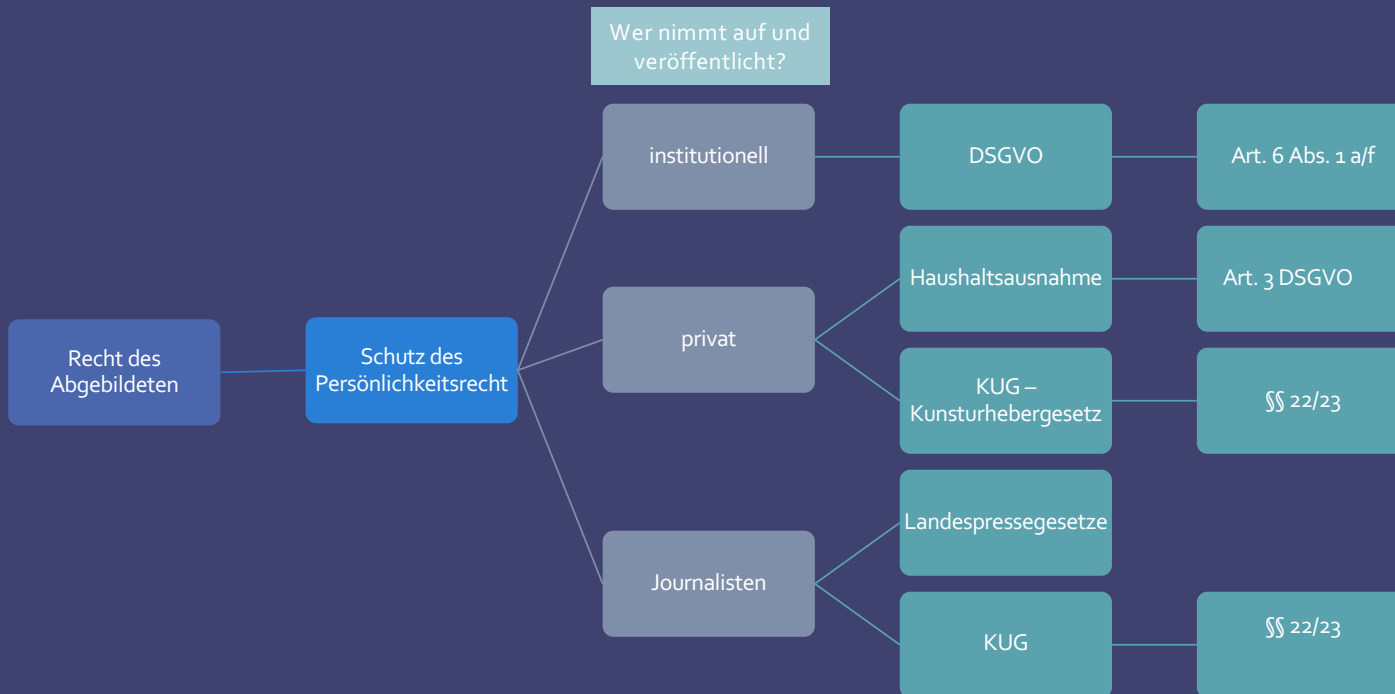 Wer nimmt auf und
veröffentlicht?
institutionell
DSGVO
Art. 6 Abs. 1 a/f
Haushaltsausnahme
Art. 3 DSGVO
privat
Recht des
Abgebildeten
Schutz des
Persönlichkeitsrecht
KUG –
Kunsturhebergesetz
§§ 22/23
Landespressegesetze
Journalisten
KUG
§§ 22/23